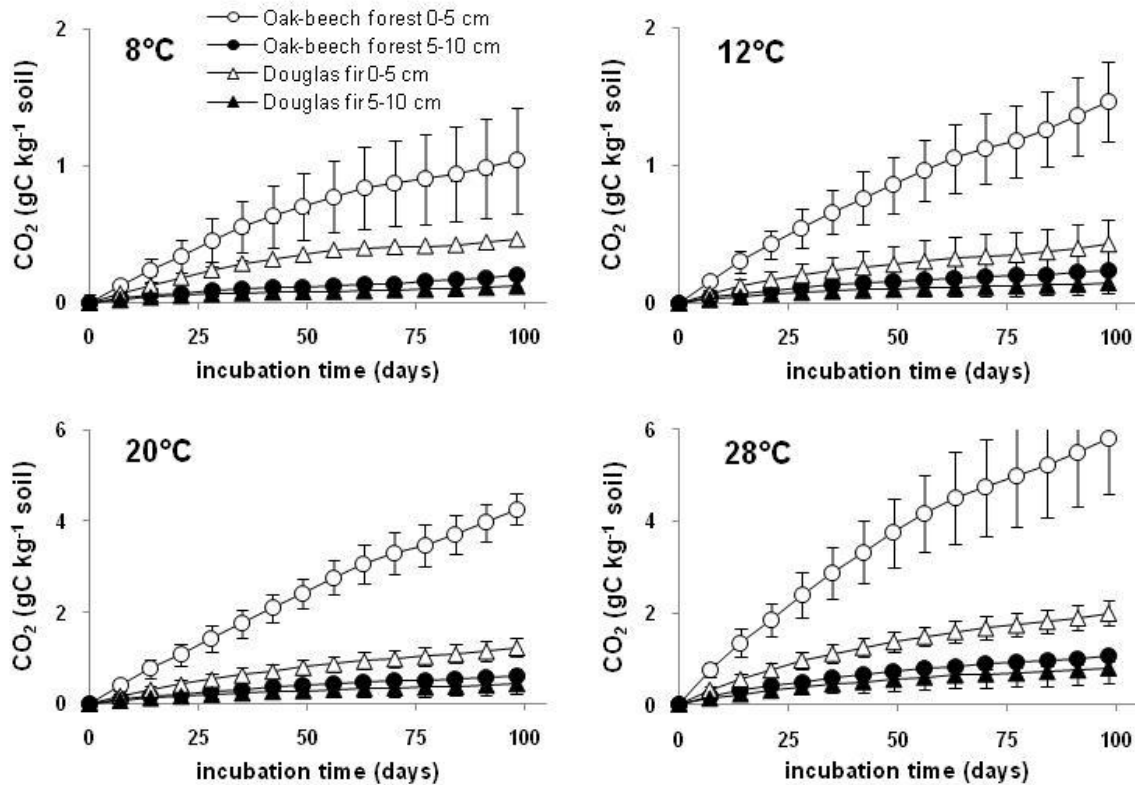 8°C
Oak-beech forest 0-5 cm
Oak-beech forest 5-10 cm
Douglas fir 0-5 cm
Douglas fir 5-10 cm
CO₂ (gC kg⁻¹ soil)
2
1
0
0 25 50 75 100
incubation time (days)
12°C
CO₂ (gC kg⁻¹ soil)
2
1
0
0 25 50 75 100
incubation time (days)
20°C
CO₂ (gC kg⁻¹ soil)
6
4
2
0
0 25 50 75 100
incubation time (days)
28°C
CO₂ (gC kg⁻¹ soil)
6
4
2
0
0 25 50 75 100
incubation time (days)